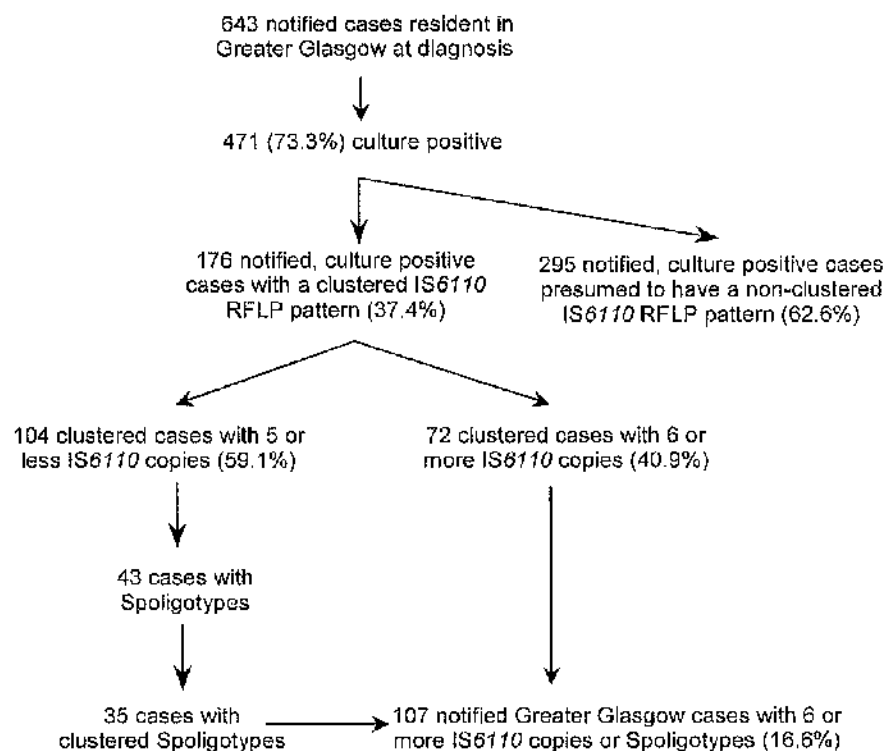 643 notified cases resident in
Greater Glasgow at diagnosis
471 (73.3%) culture positive
176 notified, culture positive
cases with a clustered IS6110
RFLP pattern (37.4%)
295 notified, culture positive cases
presumed to have a non-clustered
IS6110 RFLP pattern (62.6%)
104 clustered cases with 5 or
less IS6110 copies (59.1%)
72 clustered cases with 6 or
more IS6110 copies (40.9%)
43 cases with
Spoligotypes
35 cases with
clustered Spoligotypes
107 notified Greater Glasgow cases with 6 or
more IS6110 copies or Spoligotypes (16.6%)